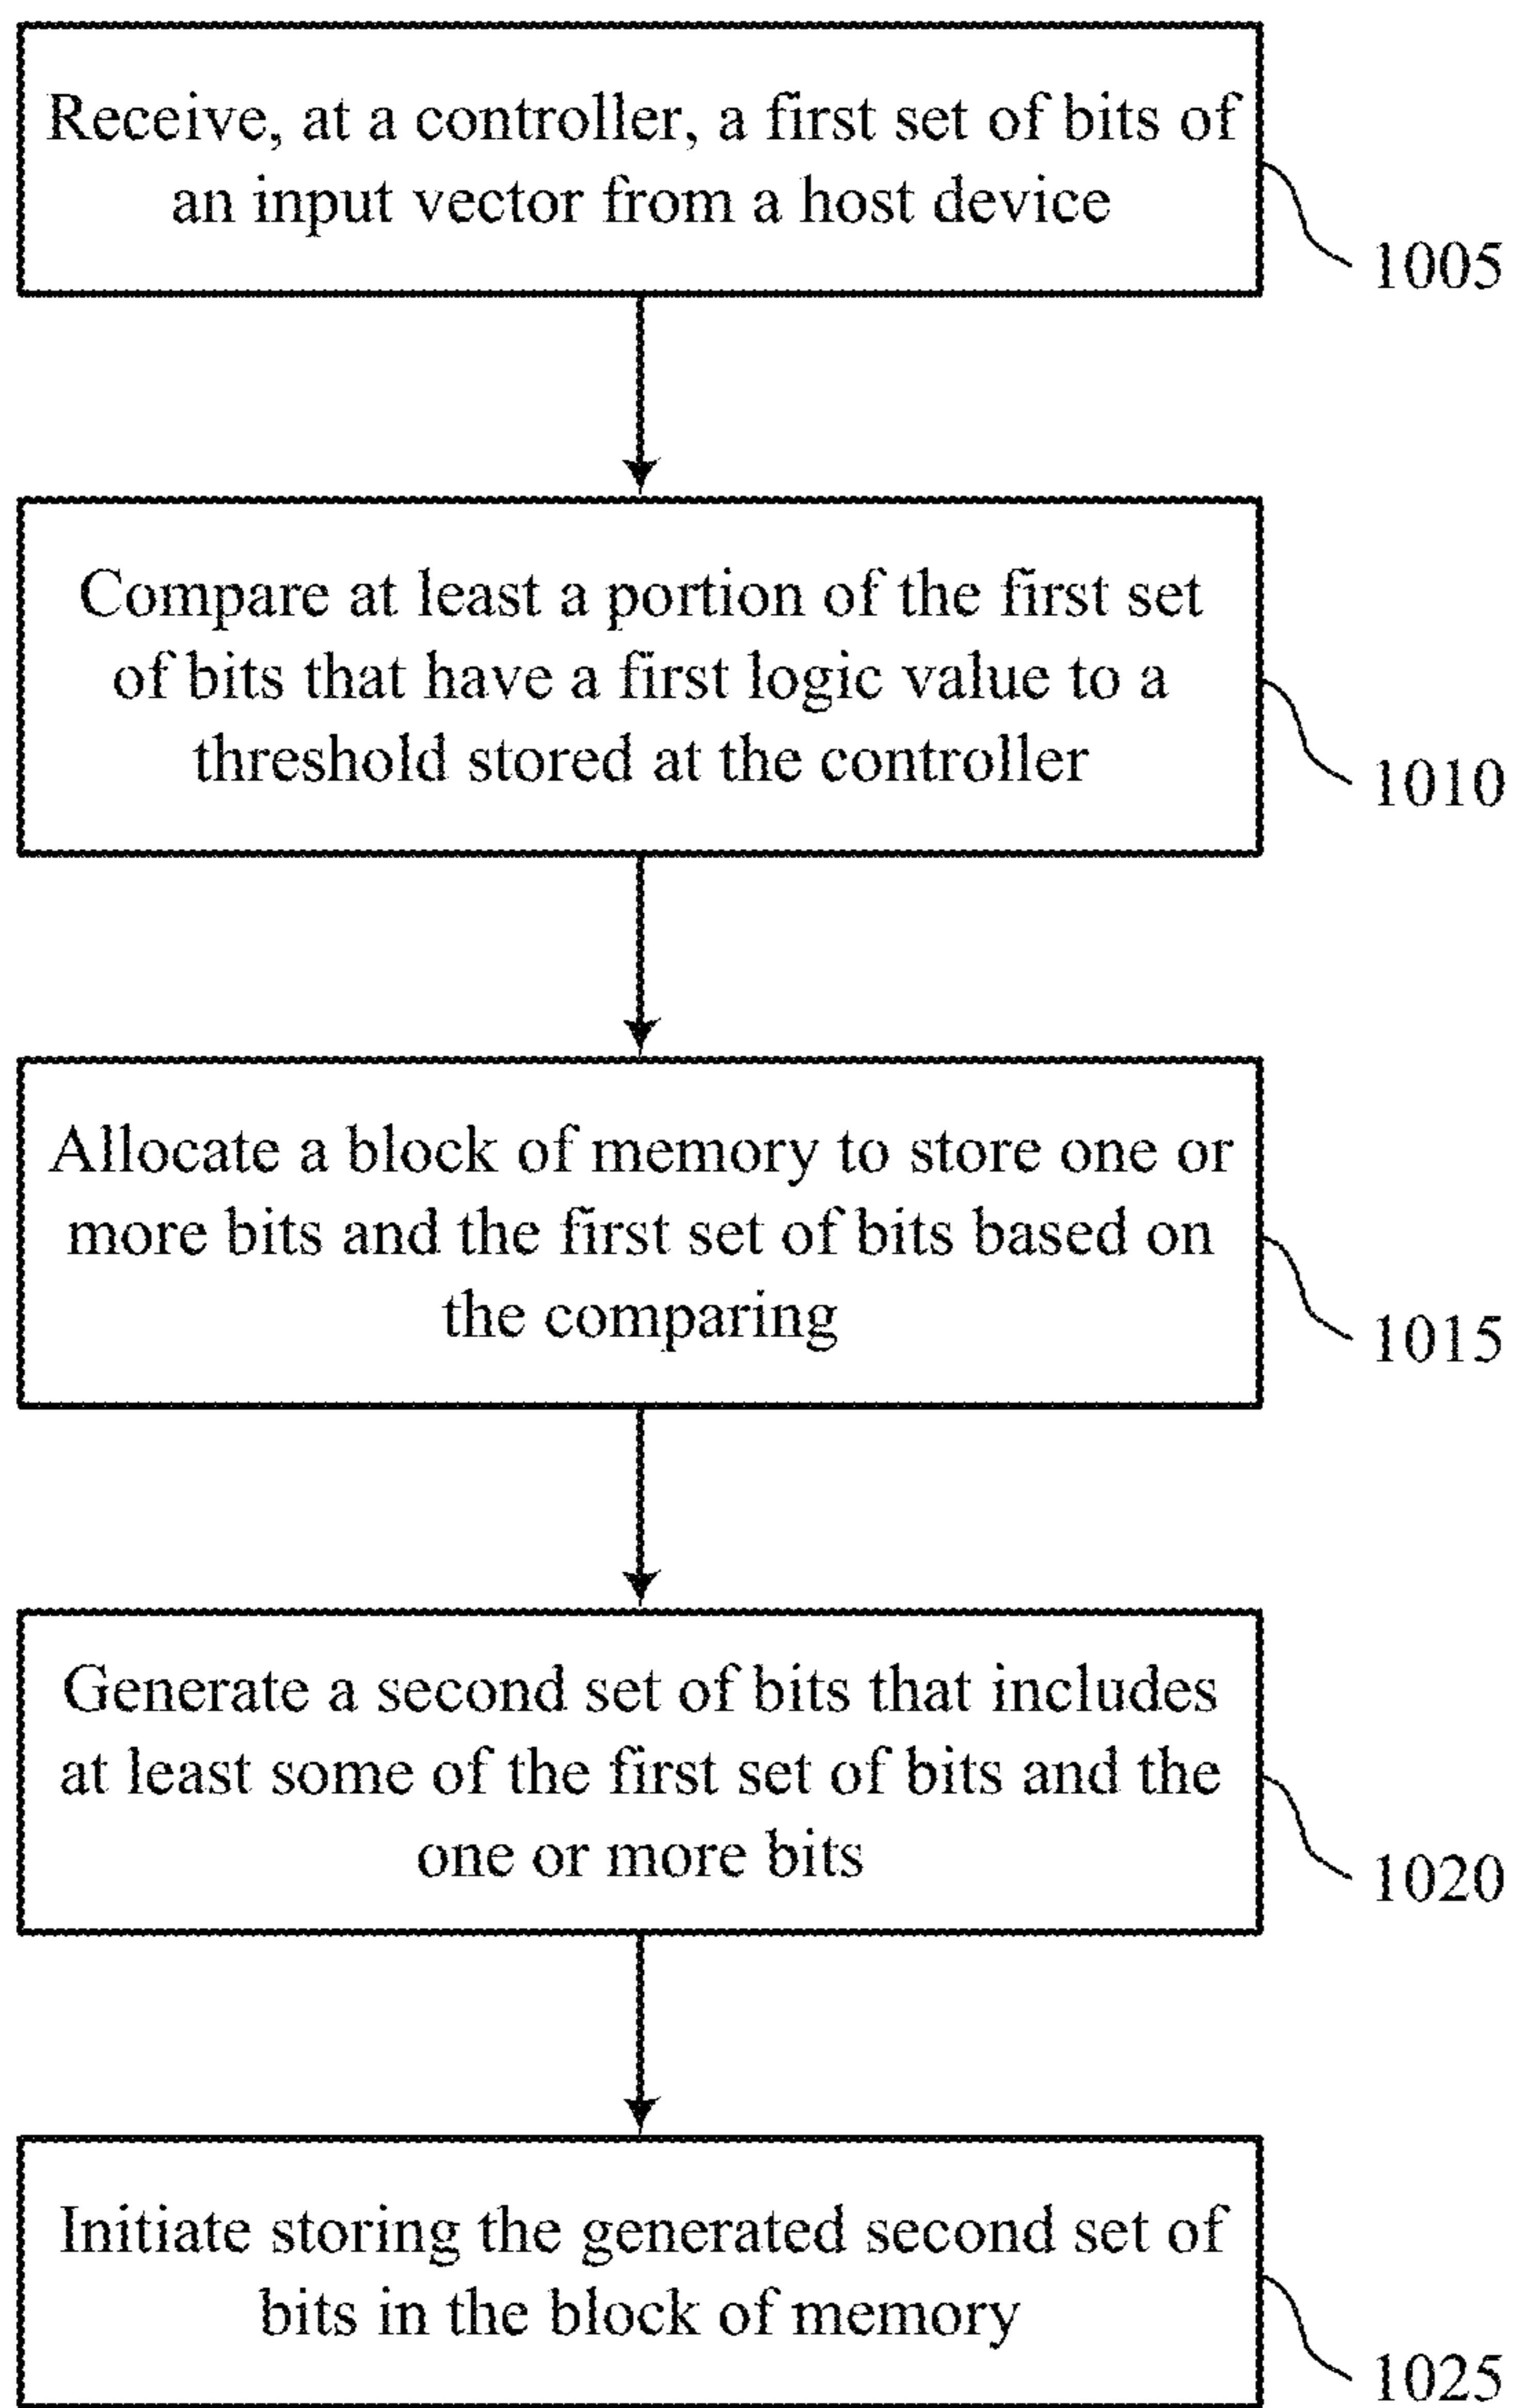 Receive, at a controller, a first set of bits of
an input vector from a host device
1005
Compare at least a portion of the first set
of bits that have a first logic value to a
threshold stored at the controller
1010
Allocate a block of memory to store one or
more bits and the first set of bits based on
the comparing
1015
Generate a second set of bits that includes
at least some of the first set of bits and the
one or more bits
1020
Initiate storing the generated second set of
bits in the block of memory
1025